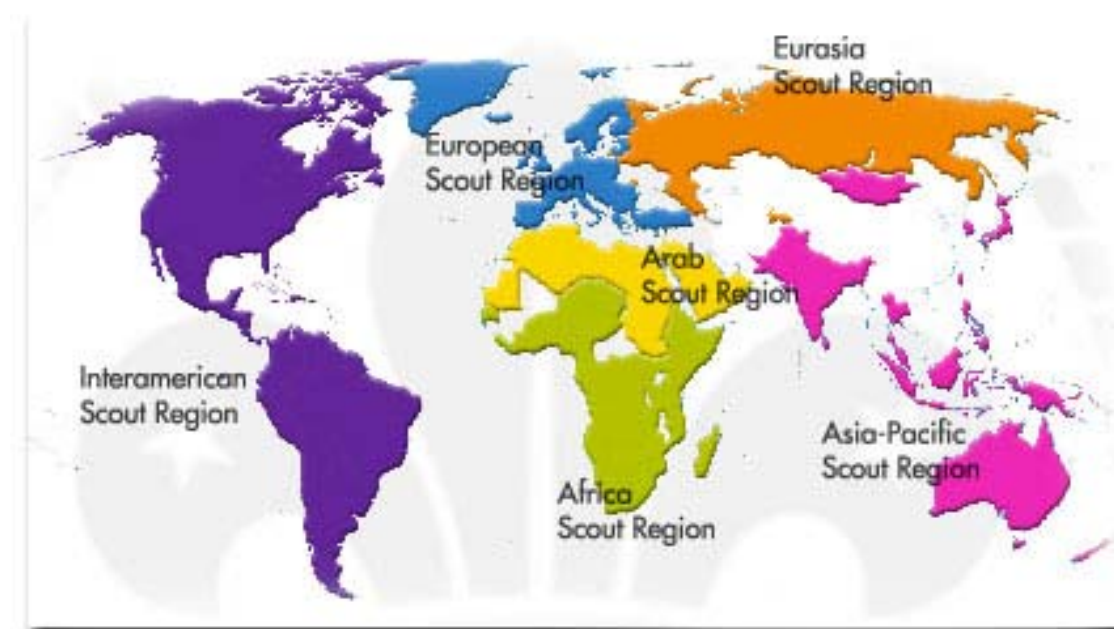 Eurasia
Scout Region
European
Scout Region
Arab
Scout Region
Interamerican
Scout Region
Asia-Pacific
Scout Region
Africa
Scout Region